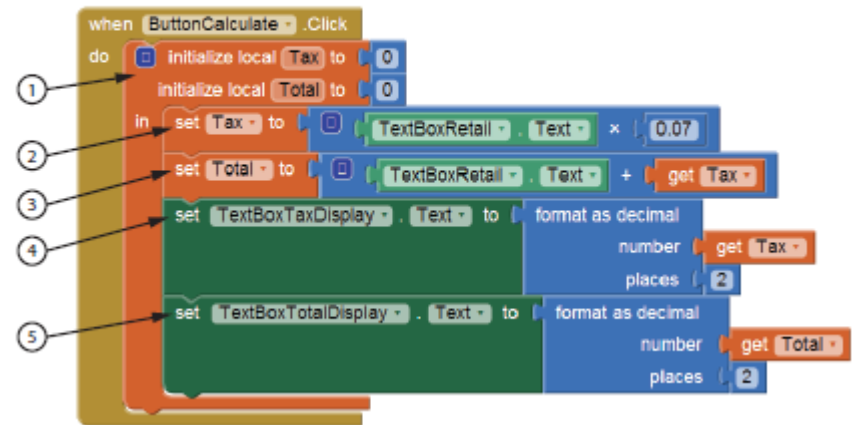 when ButtonCalculate .Click
do initialize local Tax to 0
1
initialize local Total to 0
in set Tax to TextBoxRetail . Text × 0.07
2
set Total to TextBoxRetail . Text + get Tax
3
set TextBoxTaxDisplay . Text to format as decimal
4
number get Tax
places 2
set TextBoxTotalDisplay . Text to format as decimal
5
number get Total
places 2